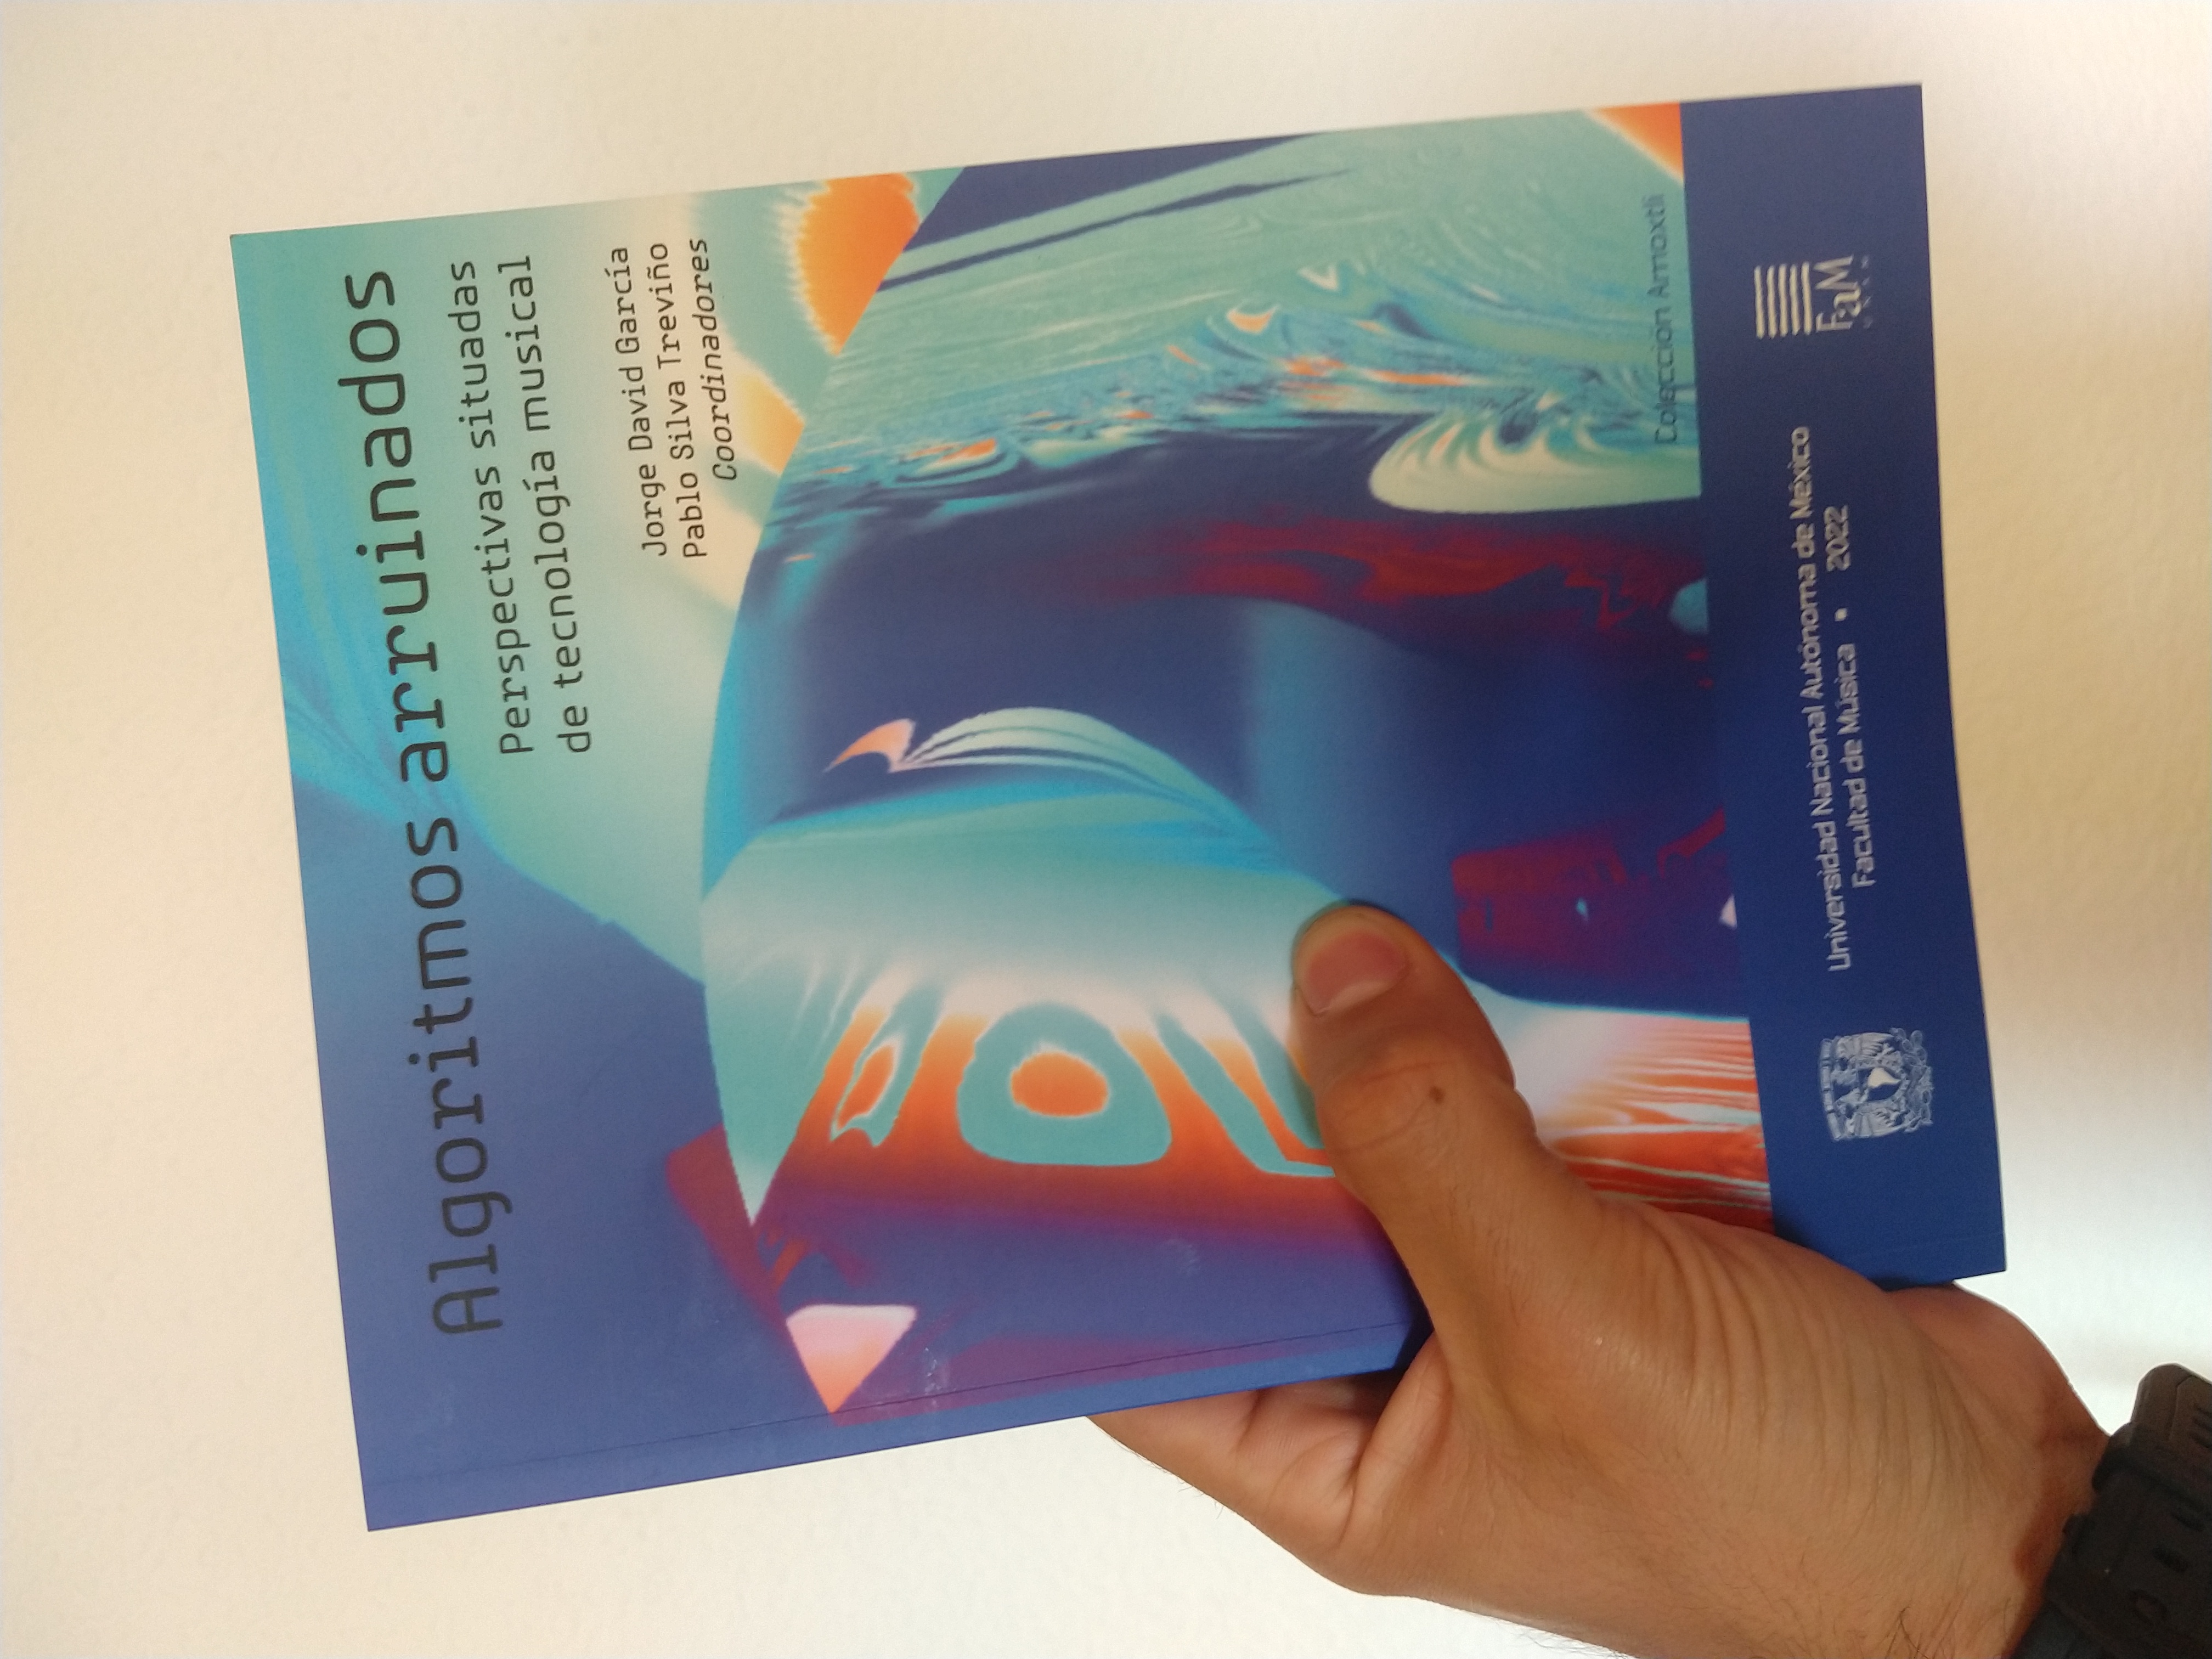 Algoritmos arruinados
Perspectivas situadas
de tecnología musical
Jorge David García
Pablo Silva Treviño
Coordinadores
Colección Amoxtli
Universidad Nacional Autónoma de México
Facultad de Música • 2022
FaM
UNAM